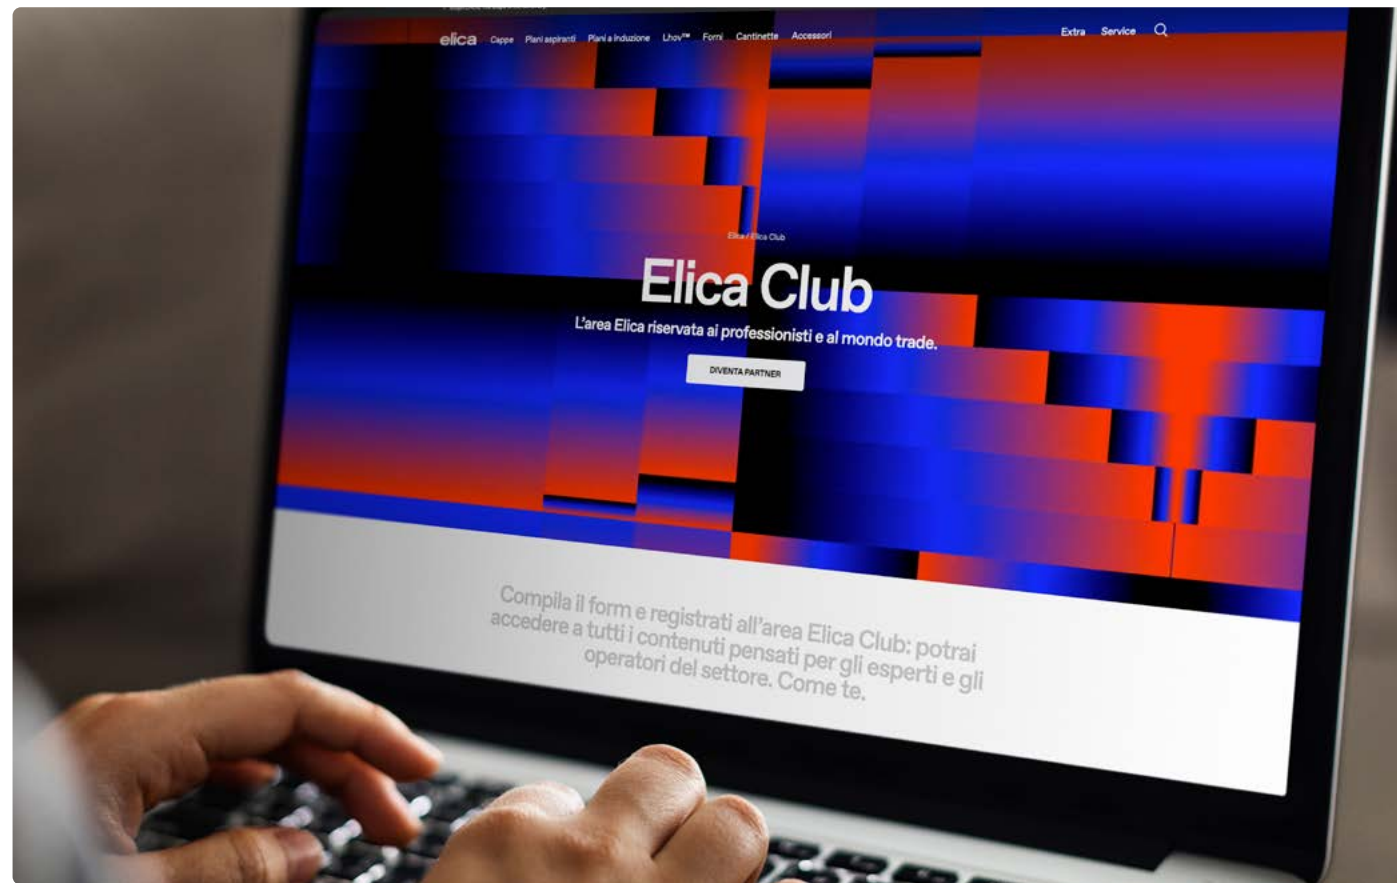 elica Cappe Piani aspiranti Piani a Induzione Lhov™ Forni Cantinette Accessori Extra Service
Elica / Elica Club
Elica Club
L'area Elica riservata ai professionisti e al mondo trade.
DIVENTA PARTNER
Compila il form e registrati all'area Elica Club: potrai
accedere a tutti i contenuti pensati per gli esperti e gli
operatori del settore. Come te.